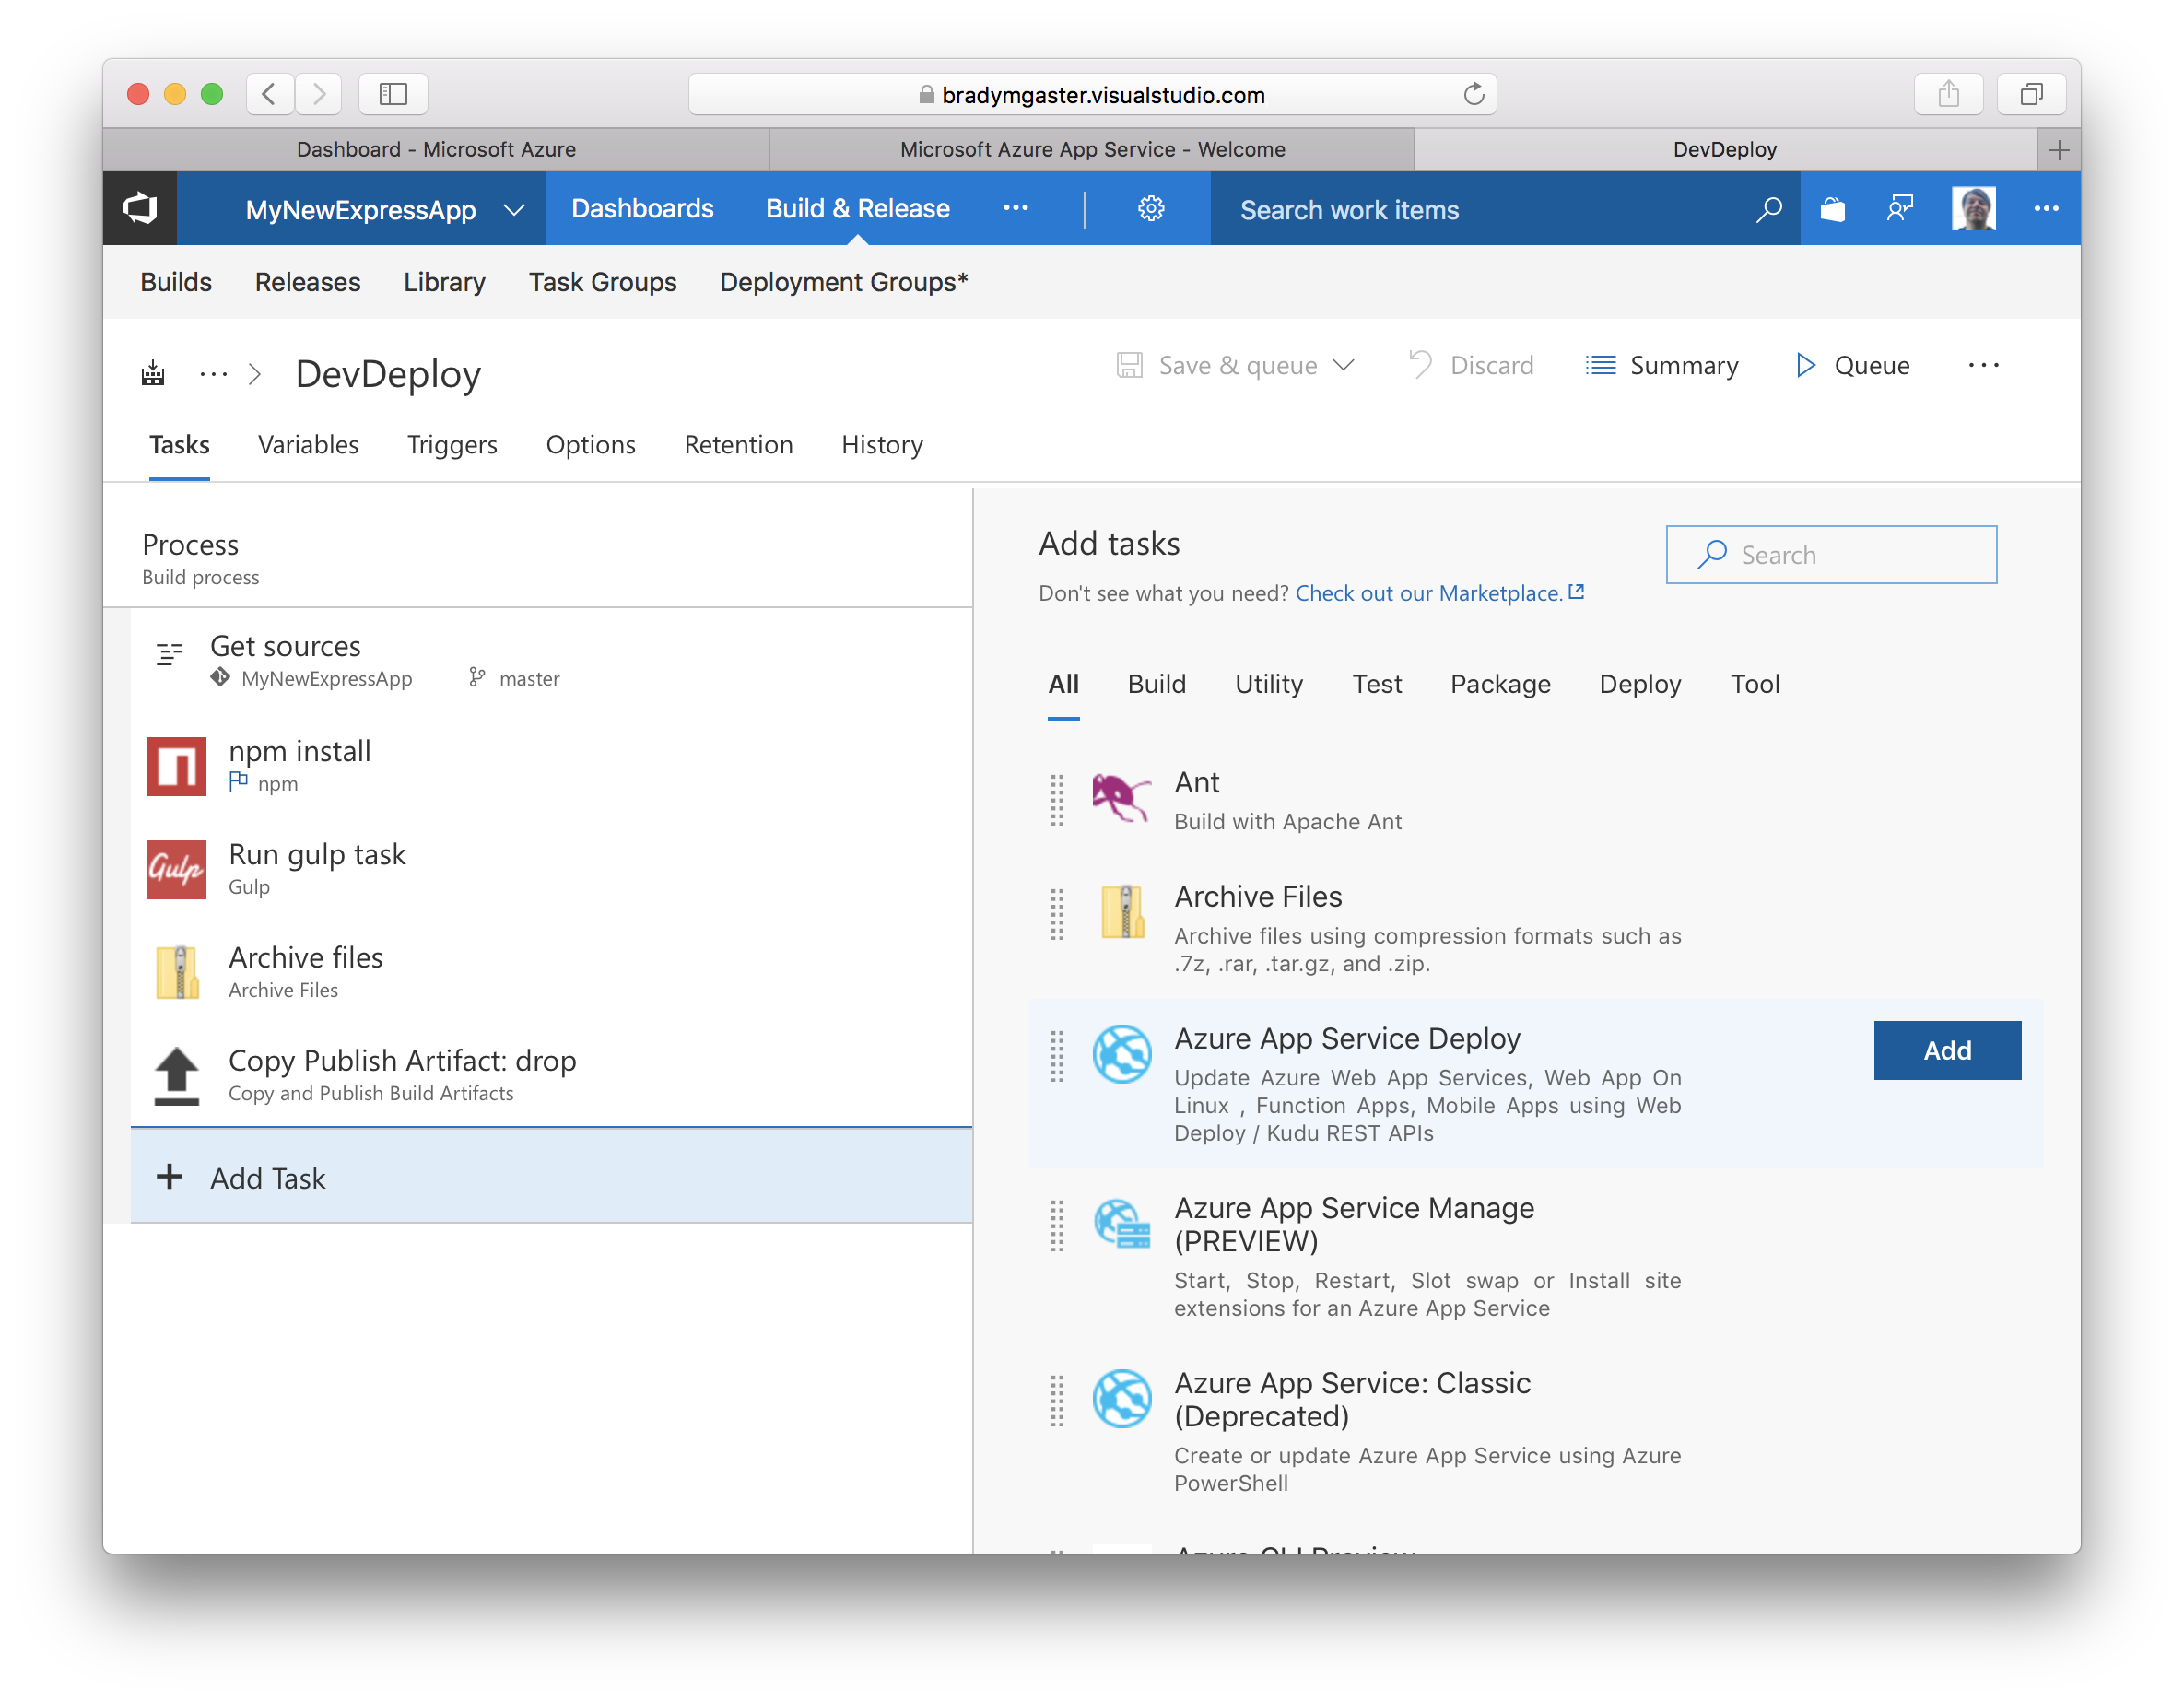 bradymgaster.visualstudio.com
Dashboard - Microsoft Azure
Microsoft Azure App Service - Welcome
DevDeploy
MyNewExpressApp
Dashboards
Build & Release
Search work items
Builds
Releases
Library
Task Groups
Deployment Groups*
DevDeploy
Save & queue
Discard
Summary
Queue
Tasks
Variables
Triggers
Options
Retention
History
Process
Build process
Get sources
MyNewExpressApp
master
npm install
npm
Gulp
Run gulp task
Gulp
Archive files
Archive Files
Copy Publish Artifact: drop
Copy and Publish Build Artifacts
Add Task
Add tasks
Search
Don't see what you need? Check out our Marketplace.
All
Build
Utility
Test
Package
Deploy
Tool
Ant
Build with Apache Ant
Archive Files
Archive files using compression formats such as
.7z, .rar, .tar.gz, and .zip.
Azure App Service Deploy
Add
Update Azure Web App Services, Web App On
Linux , Function Apps, Mobile Apps using Web
Deploy / Kudu REST APIs
Azure App Service Manage
(PREVIEW)
Start, Stop, Restart, Slot swap or Install site
extensions for an Azure App Service
Azure App Service: Classic
(Deprecated)
Create or update Azure App Service using Azure
PowerShell
Azure CLI Preview